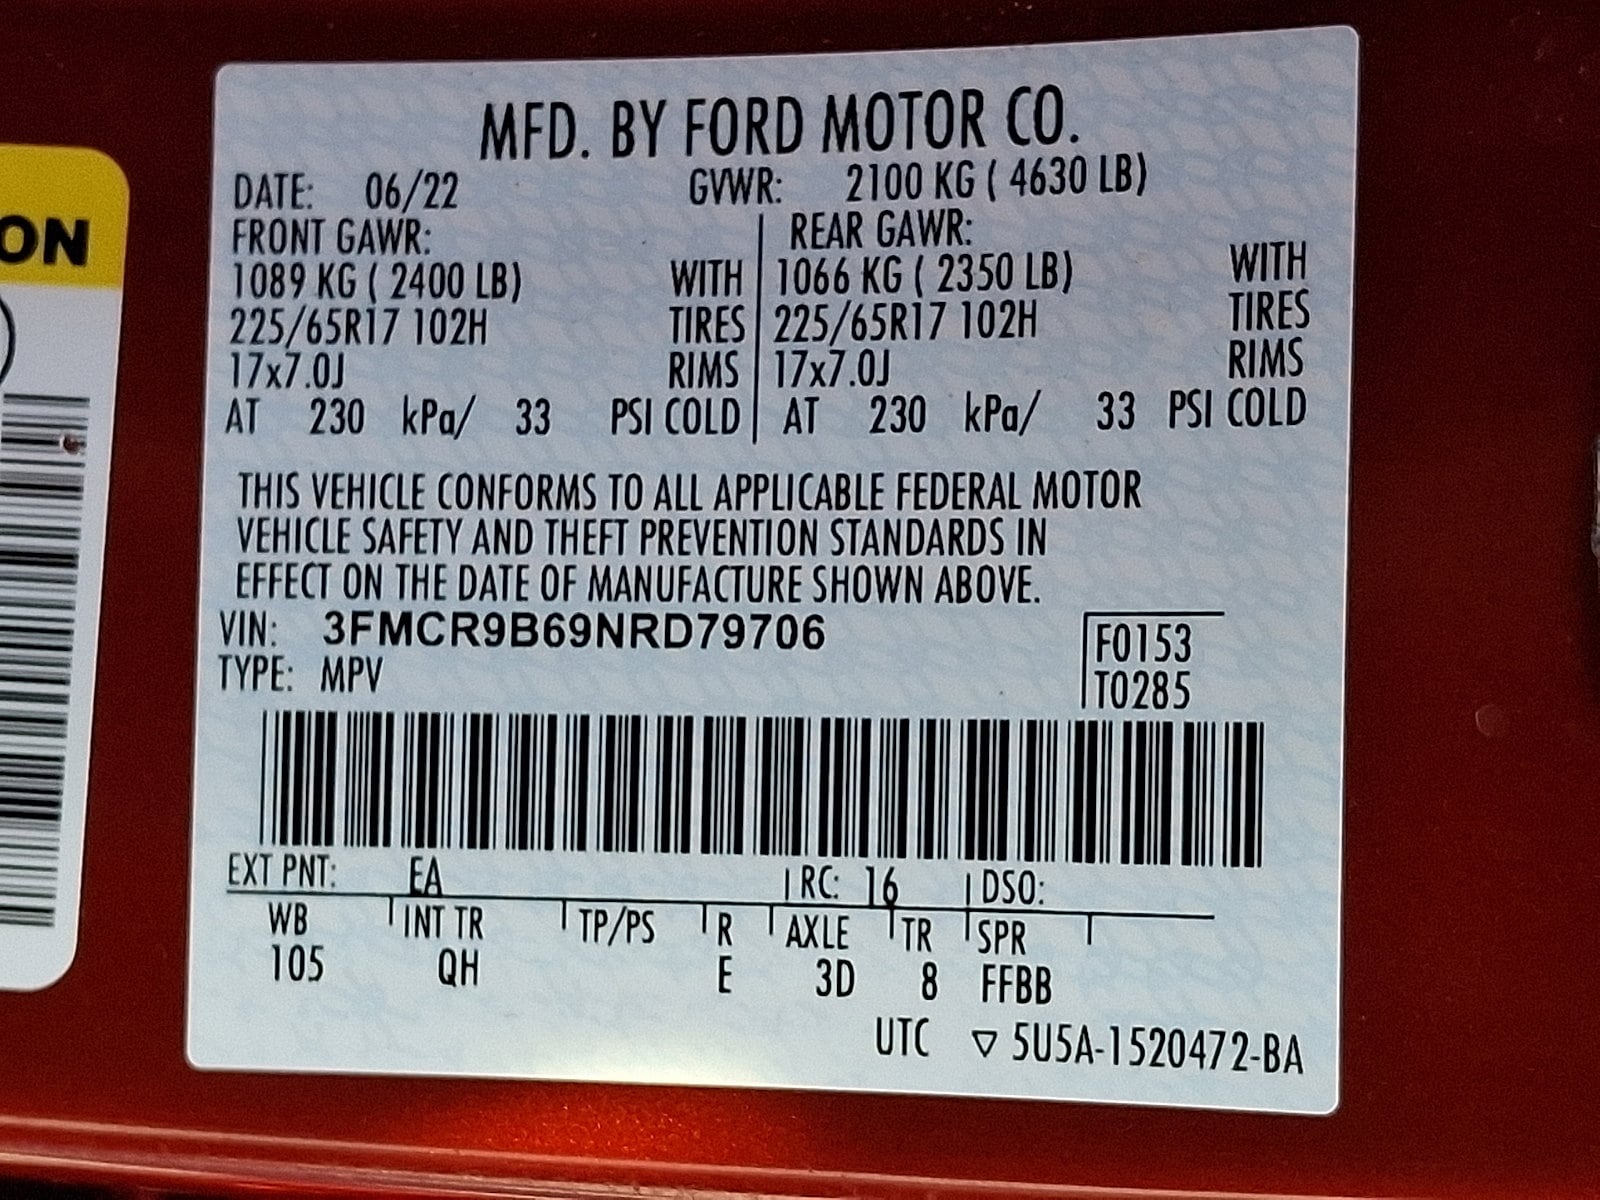 MFD. BY FORD MOTOR CO.
DATE: 06/22 GVWR: 2100 KG ( 4630 LB)
FRONT GAWR: REAR GAWR:
1089 KG ( 2400 LB) WITH 1066 KG ( 2350 LB) WITH
225/65R17 102H TIRES 225/65R17 102H TIRES
17x7.0J RIMS 17x7.0J RIMS
AT 230 kPa/ 33 PSI COLD AT 230 kPa/ 33 PSI COLD
THIS VEHICLE CONFORMS TO ALL APPLICABLE FEDERAL MOTOR
VEHICLE SAFETY AND THEFT PREVENTION STANDARDS IN
EFFECT ON THE DATE OF MANUFACTURE SHOWN ABOVE.
VIN: 3FMCR9B69NRD79706 F0153
TYPE: MPV T0285
EXT PNT: EA RC: 16 DSO:
WB INT TR TP/PS R AXLE TR SPR
105 QH E 3D 8 FFBB
UTC ▽ 5U5A-1520472-BA
ON